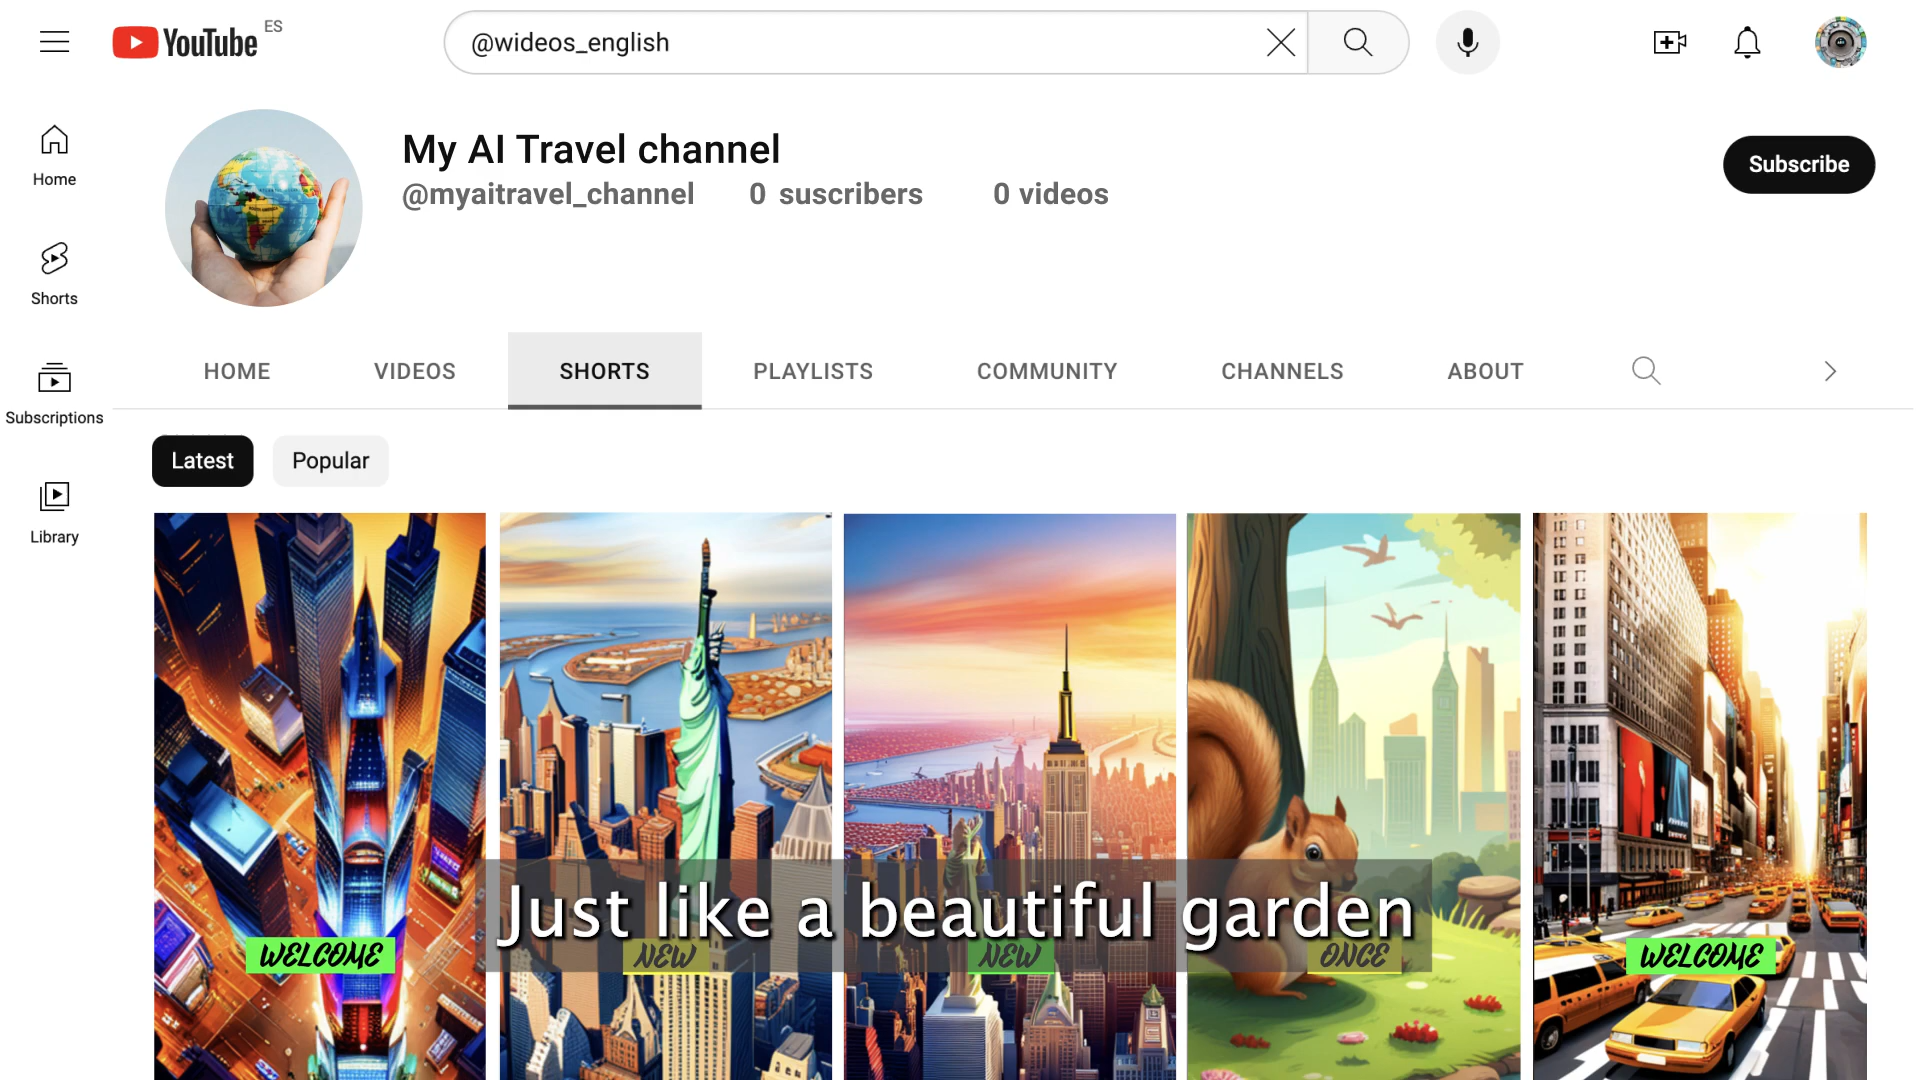 YouTube ES
@wideos_english
Home
Shorts
Subscriptions
Library
My AI Travel channel
Subscribe
@myaitravel_channel 0 suscribers 0 videos
HOME VIDEOS SHORTS PLAYLISTS COMMUNITY CHANNELS ABOUT
Latest Popular
Just like a beautiful garden
WELCOME NEW NEW ONCE WELCOME